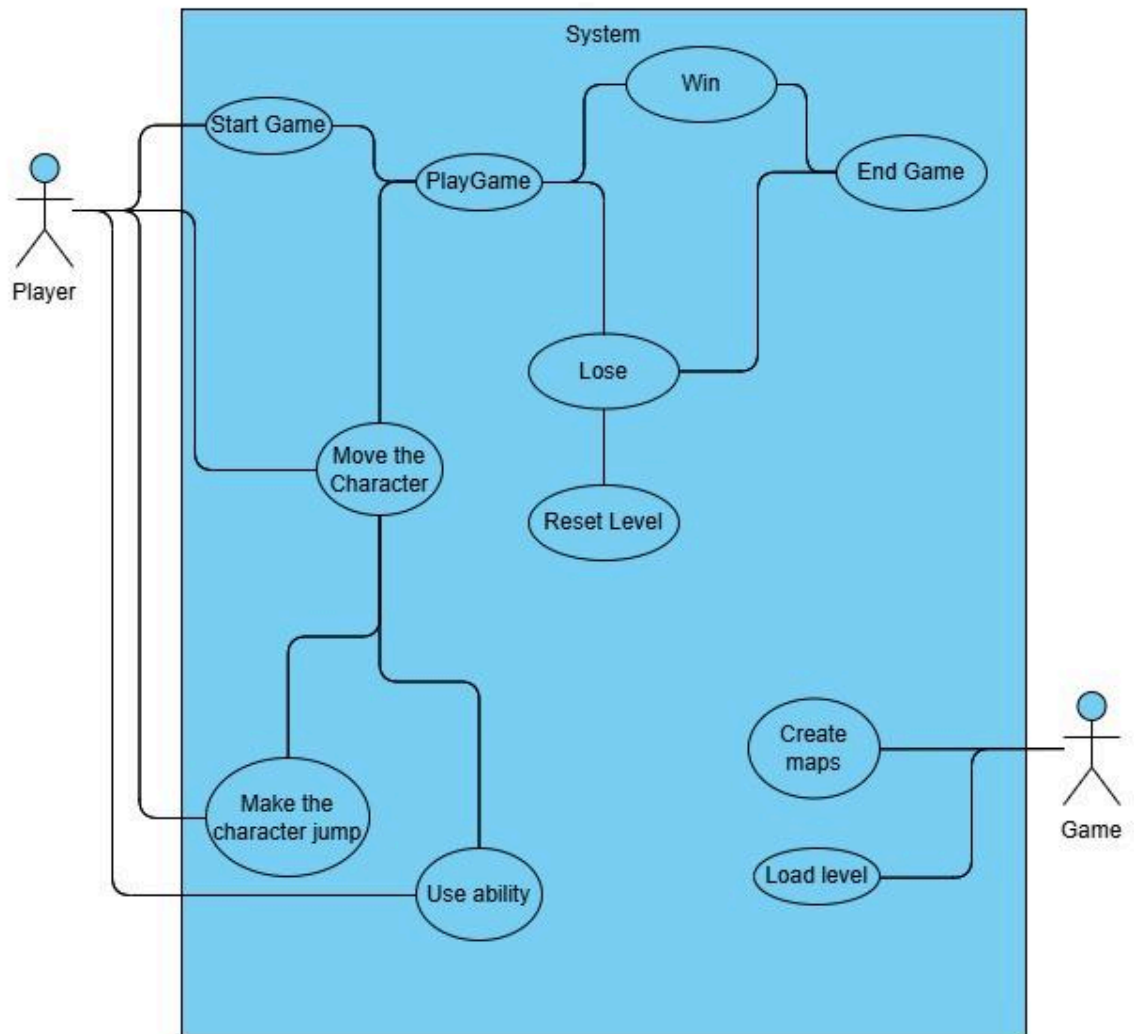 System
Win
Start Game
End Game
PlayGame
Player
Lose
Move the
Character
Reset Level
Create
maps
Make the
character jump
Game
Load level
Use ability